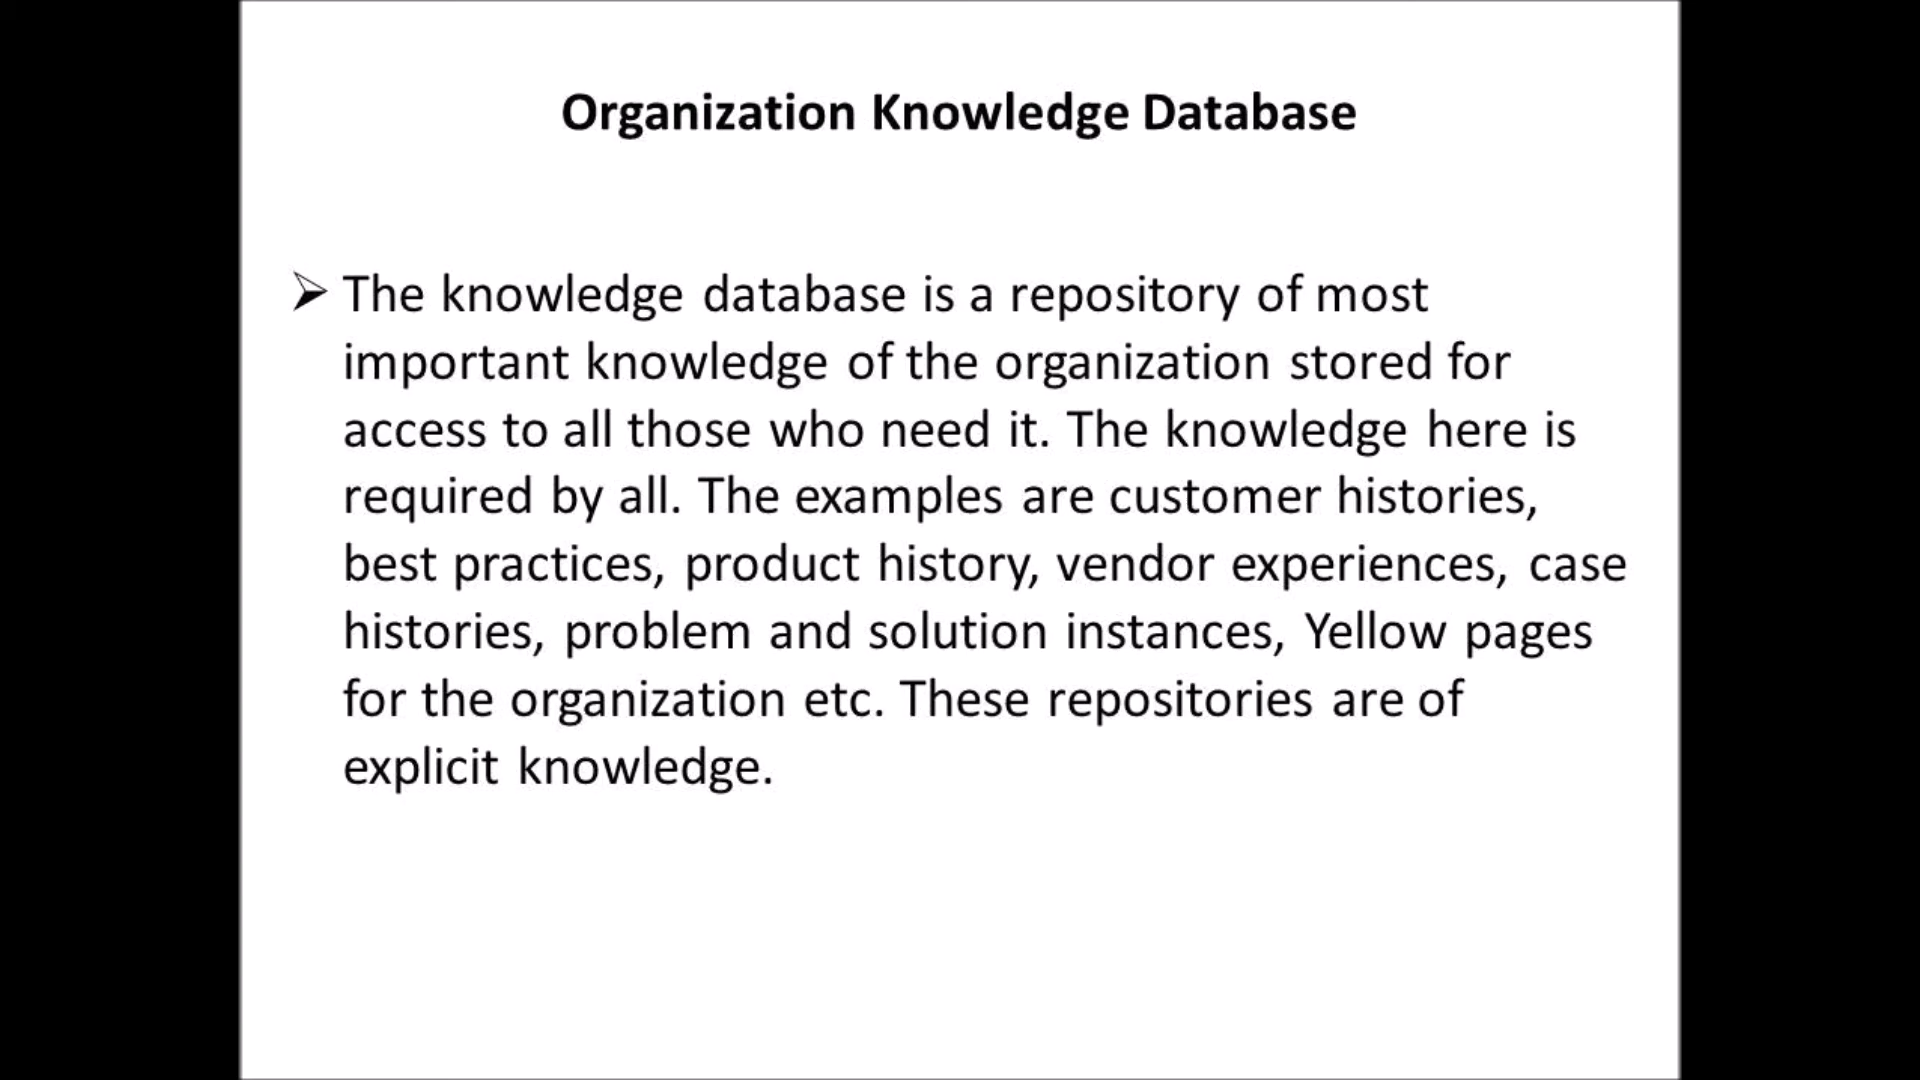 Organization Knowledge Database
➢ The knowledge database is a repository of most
important knowledge of the organization stored for
access to all those who need it. The knowledge here is
required by all. The examples are customer histories,
best practices, product history, vendor experiences, case
histories, problem and solution instances, Yellow pages
for the organization etc. These repositories are of
explicit knowledge.